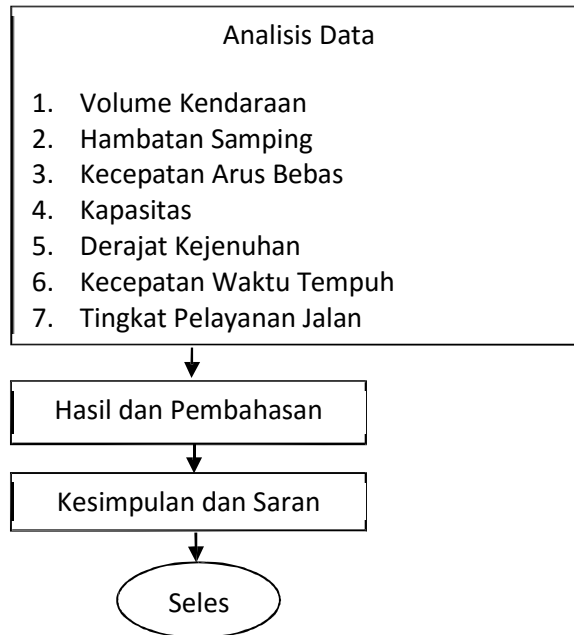 Analisis Data
1. Volume Kendaraan
2. Hambatan Samping
3. Kecepatan Arus Bebas
4. Kapasitas
5. Derajat Kejenuhan
6. Kecepatan Waktu Tempuh
7. Tingkat Pelayanan Jalan
Hasil dan Pembahasan
Kesimpulan dan Saran
Seles